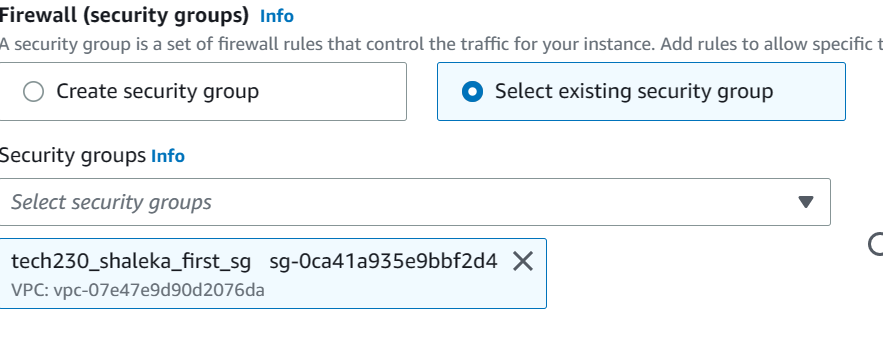 Firewall (security groups) Info
A security group is a set of firewall rules that control the traffic for your instance. Add rules to allow specific
Create security group
Select existing security group
Security groups Info
Select security groups
tech230_shaleka_first_sg sg-0ca41a935e9bbf2d4
VPC: vpc-07e47e9d90d2076da